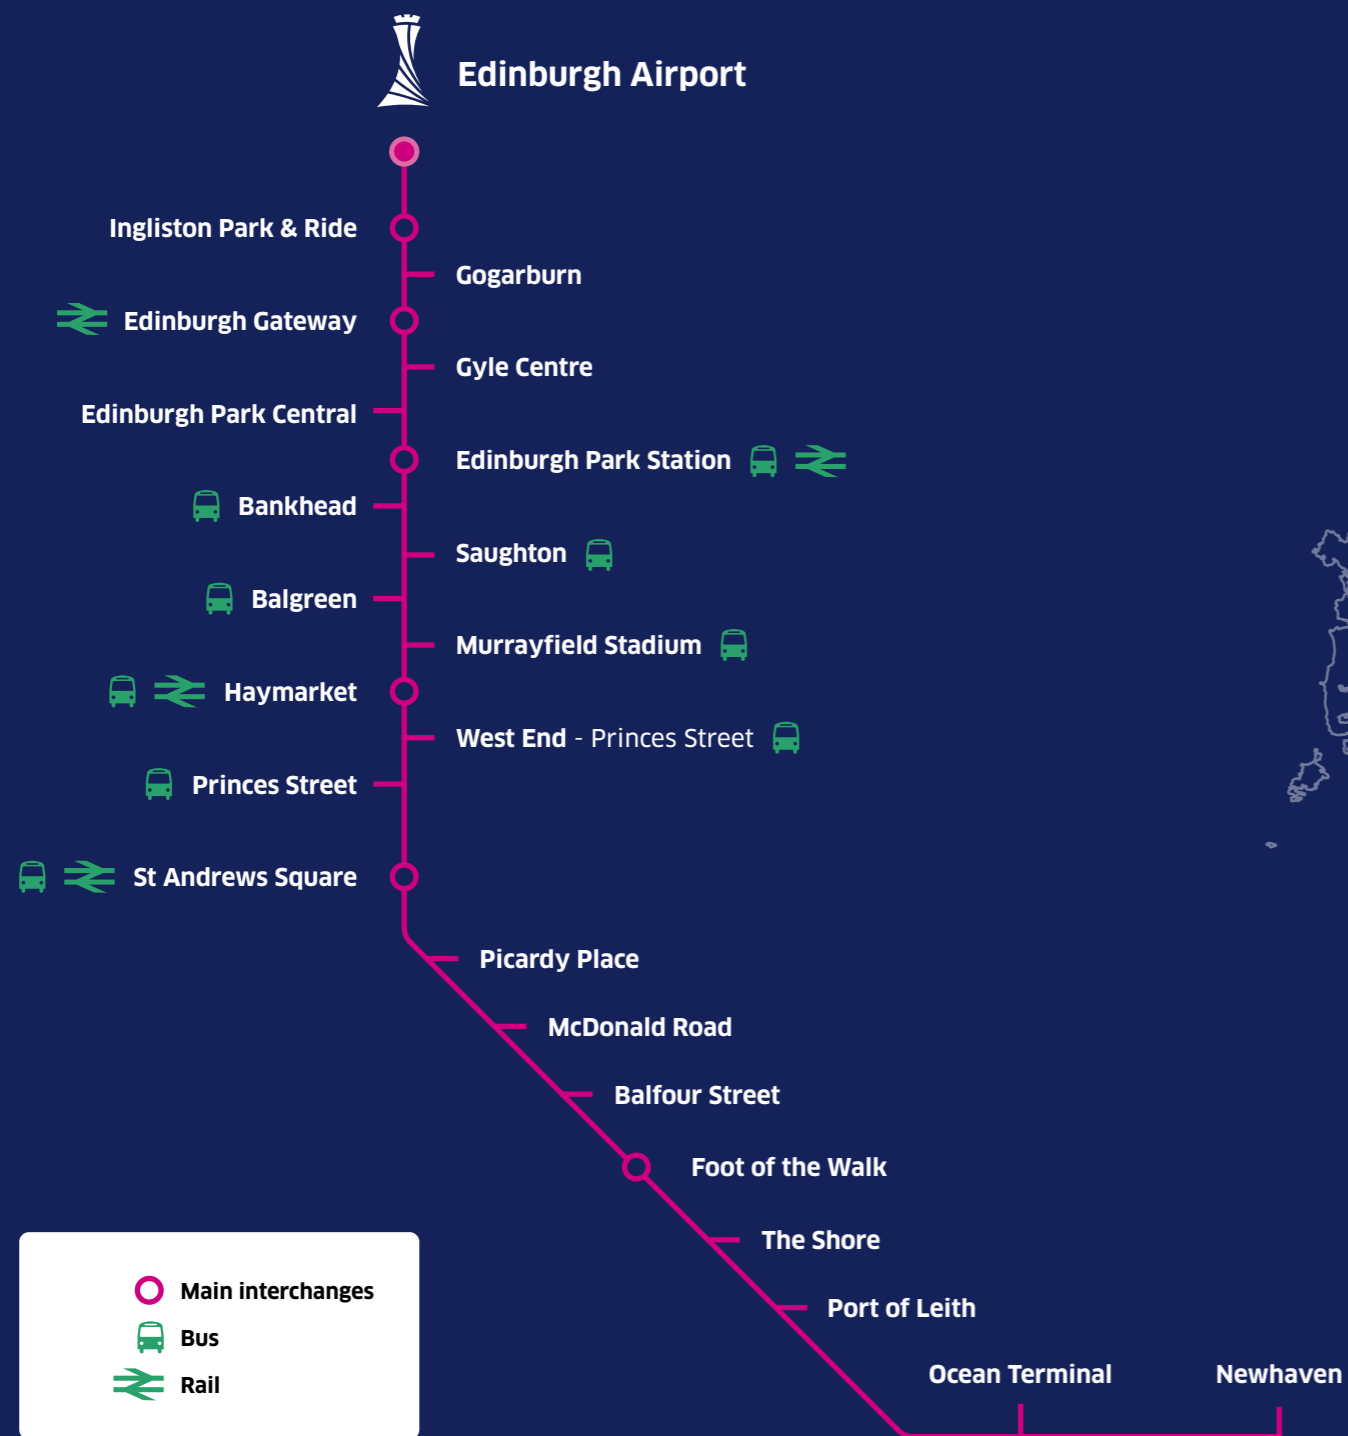 Edinburgh Airport
Ingliston Park & Ride
Gogarburn
Edinburgh Gateway
Gyle Centre
Edinburgh Park Central
Edinburgh Park Station
Bankhead
Saughton
Balgreen
Murrayfield Stadium
Haymarket
West End - Princes Street
Princes Street
St Andrews Square
Picardy Place
McDonald Road
Balfour Street
Foot of the Walk
The Shore
Port of Leith
Ocean Terminal
Newhaven
Main interchanges
Bus
Rail